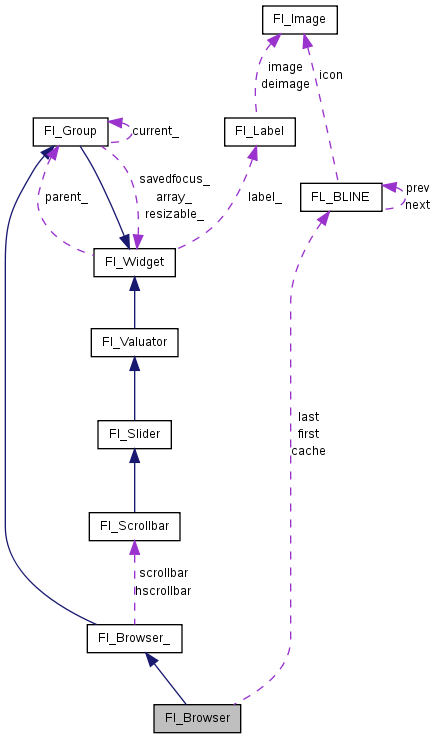 Fl_Image
image
deimage
icon
Fl_Group
current_
Fl_Label
savedfocus_
array_
resizable_
parent_
label_
FL_BLINE
prev
next
Fl_Widget
Fl_Valuator
last
first
cache
Fl_Slider
Fl_Scrollbar
scrollbar
hscrollbar
Fl_Browser_
Fl_Browser